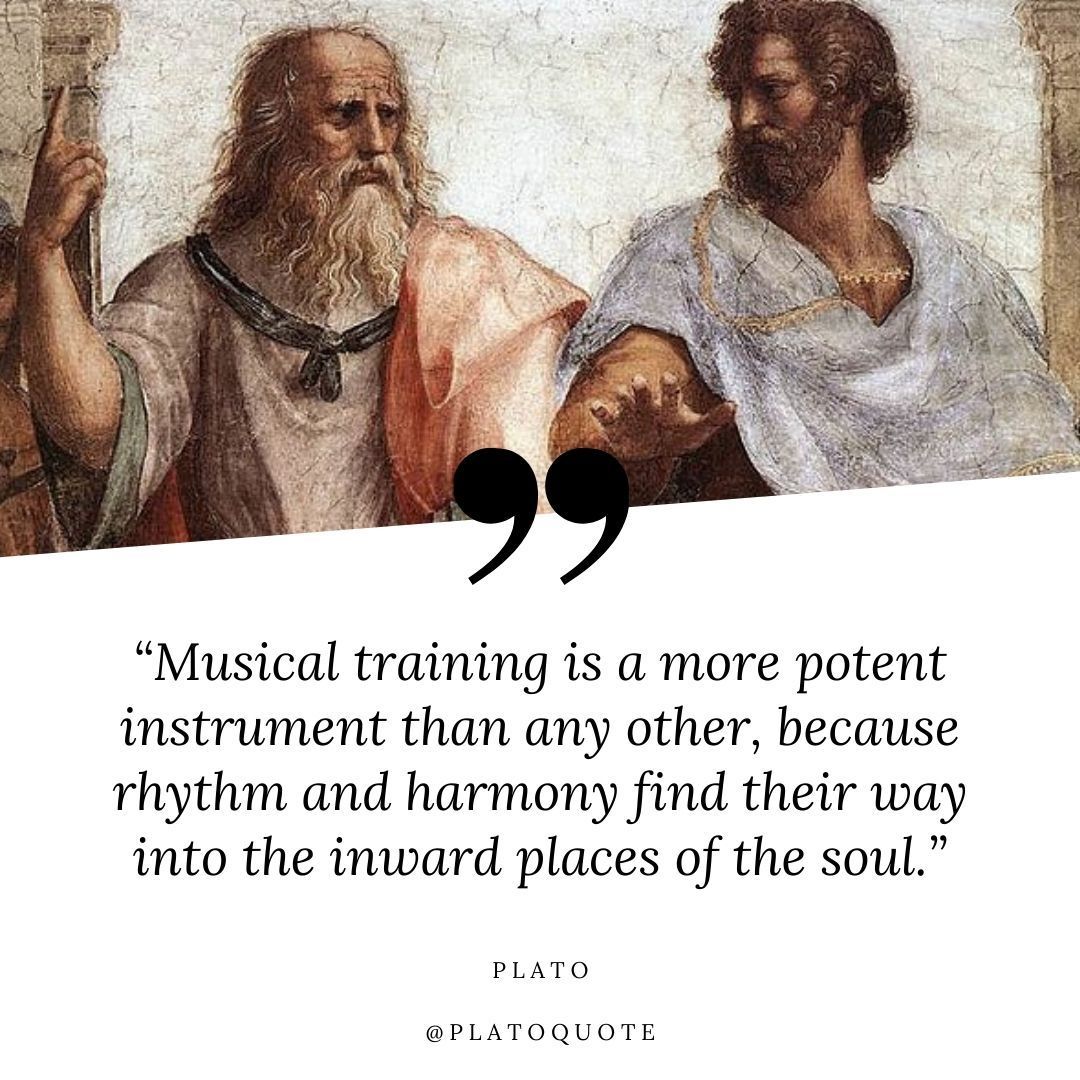 ”
“Musical training is a more potent
instrument than any other, because
rhythm and harmony find their way
into the inward places of the soul.”
PLATO
@PLATOQUOTE